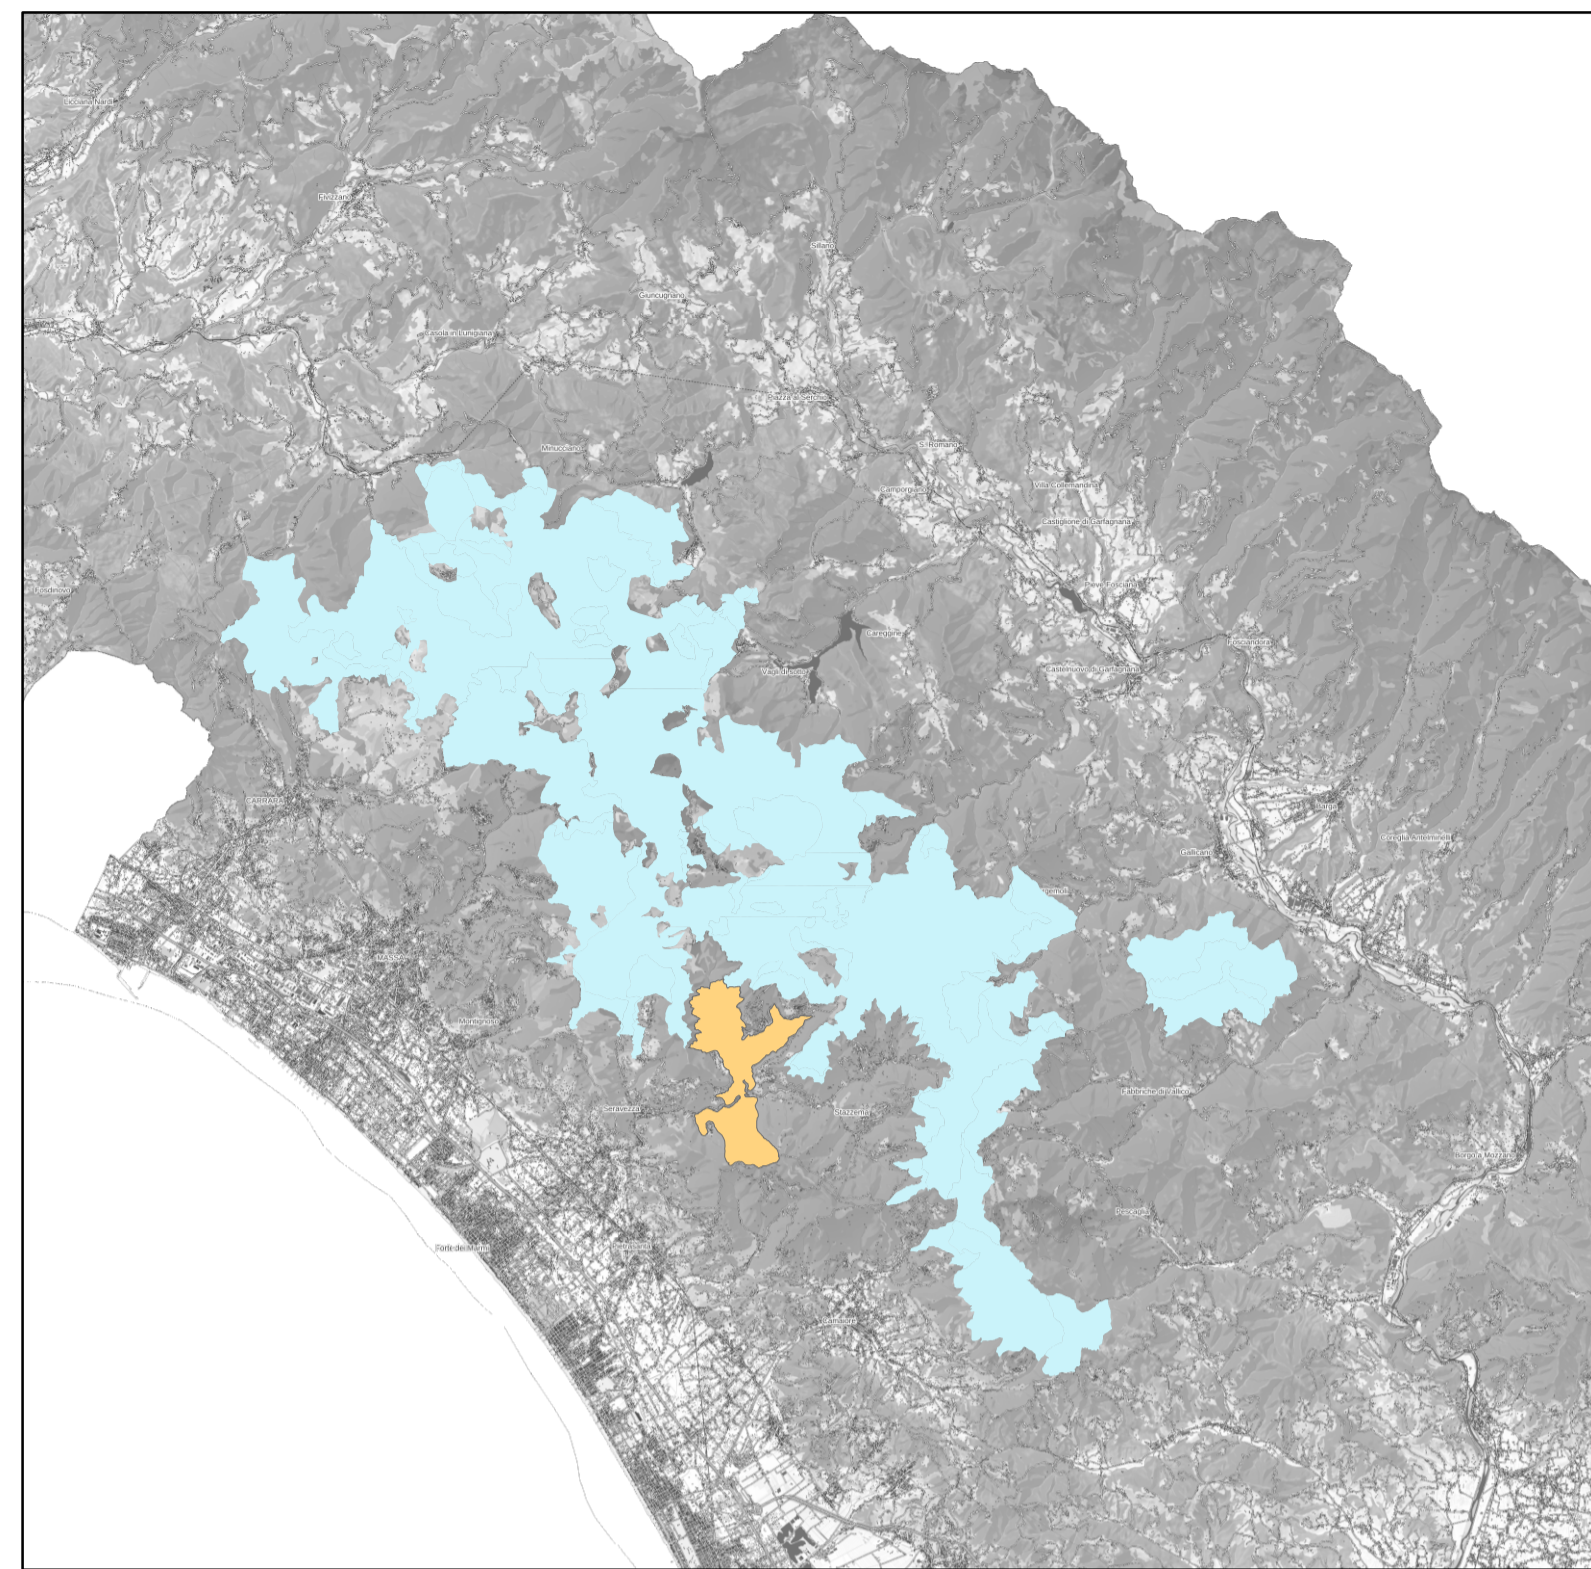 Licciana Nardi
Fivizzano
Sillano
Giuncugnano
Casola in Lunigiana
Piazza al Serchio
S. Romano
Minucciano
Villa Collemandina
Camporgiano
Castiglione di Garfagnana
Pieve Fosciana
Fosdinovo
Careggine
Fosciandora
Vagli di sotto
Castelnuovo di Garfagnana
CARRARA
Barga
Coreglia Antelminelli
Gallicano
rgemoli
MASSA
Montignoso
Fabbriche di Vallico
Seravezza
Stazzema
Borgo a Mozzano
Pescaglia
Forte dei Marmi
Pietrasanta
Camaiore